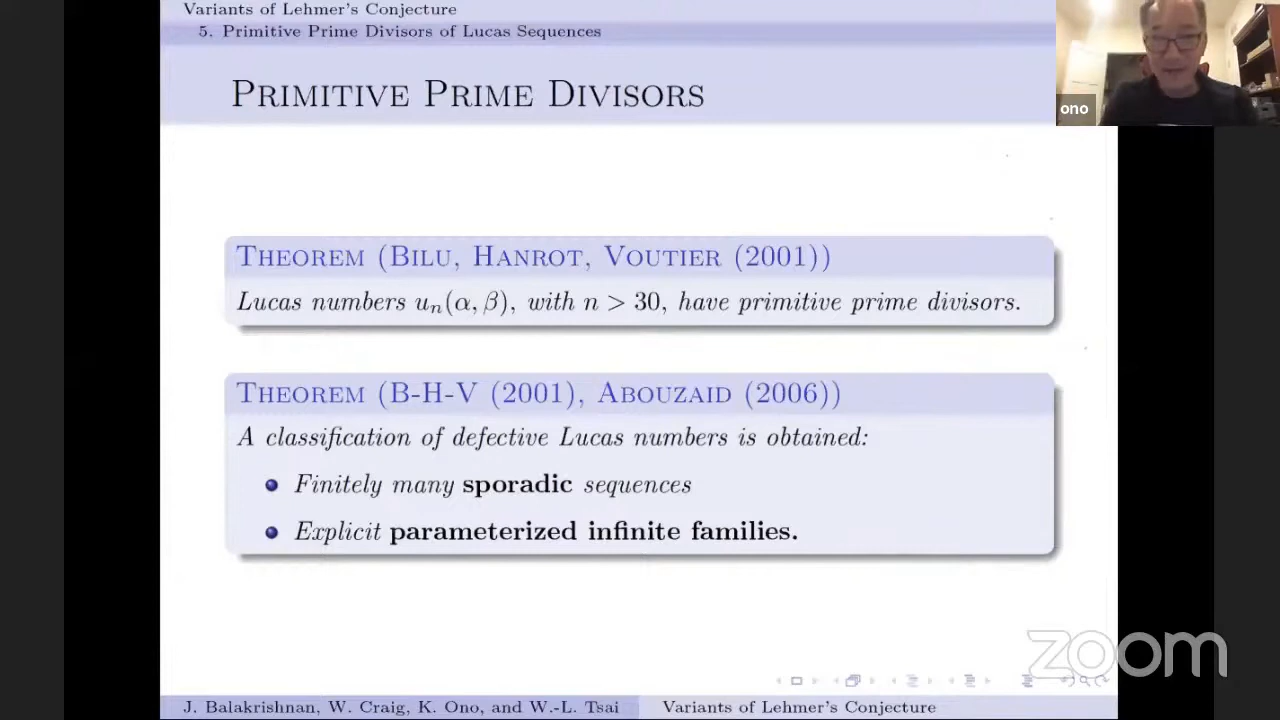 Variants of Lehmer's Conjecture
5. Primitive Prime Divisors of Lucas Sequences
Primitive Prime Divisors
ono
Theorem (Bilu, Hanrot, Voutier (2001))
Lucas numbers uₙ(α, β), with n > 30, have primitive prime divisors.
Theorem (B-H-V (2001), Abouzaid (2006))
A classification of defective Lucas numbers is obtained:
Finitely many sporadic sequences
Explicit parameterized infinite families.
zoom
J. Balakrishnan, W. Craig, K. Ono, and W.-L. Tsai
Variants of Lehmer's Conjecture